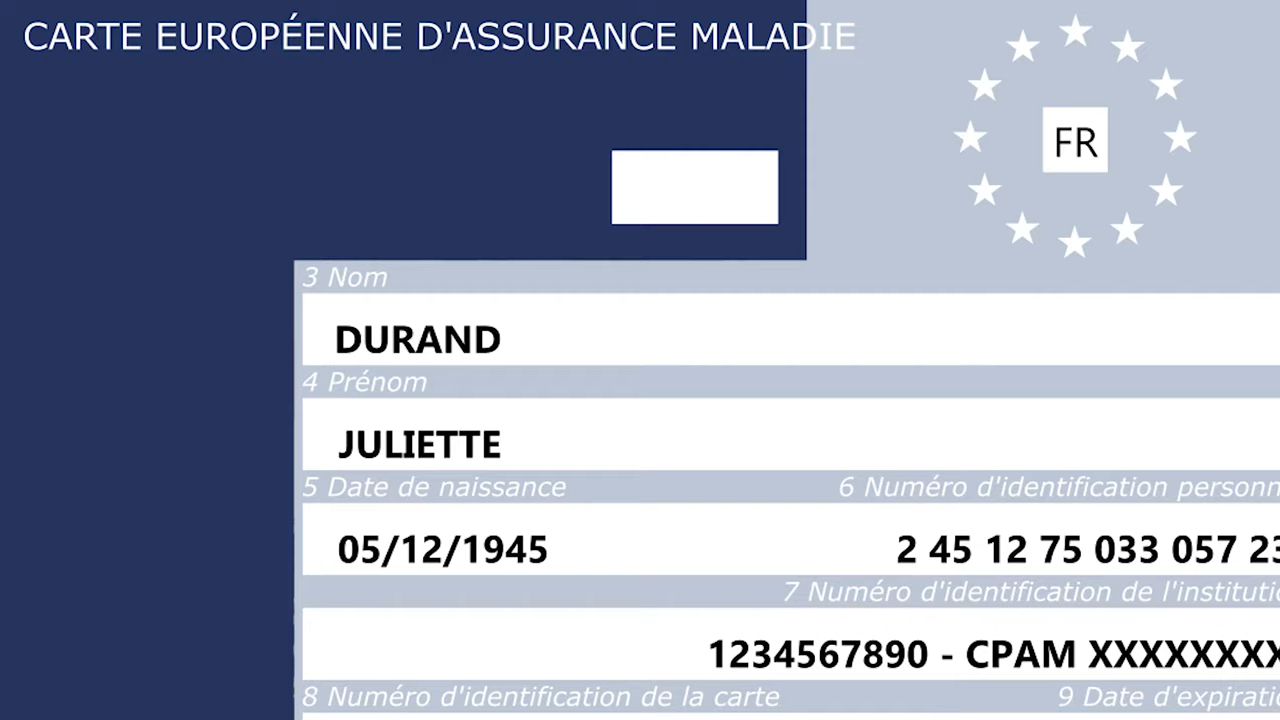 CARTE EUROPÉENNE D'ASSURANCE MALADIE
FR
3 Nom
DURAND
4 Prénom
JULIETTE
5 Date de naissance 6 Numéro d'identification personn
05/12/1945 2 45 12 75 033 057 23
7 Numéro d'identification de l'institutio
1234567890 - CPAM XXXXXXXX
8 Numéro d'identification de la carte 9 Date d'expiratio